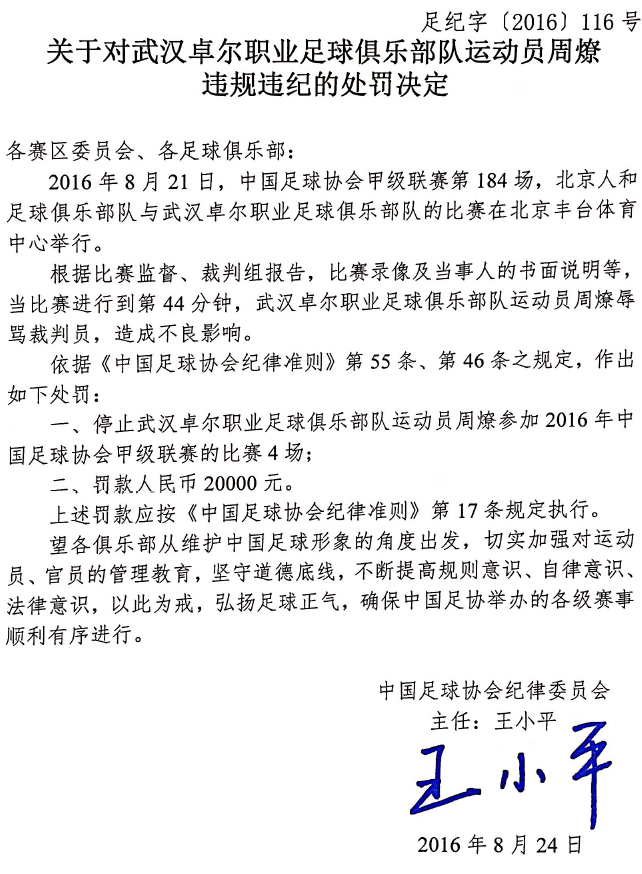 足纪字〔2016〕116号
关于对武汉卓尔职业足球俱乐部队运动员周燎
违规违纪的处罚决定
各赛区委员会、各足球俱乐部：
2016年8月21日，中国足球协会甲级联赛第184场，北京人和
足球俱乐部队与武汉卓尔职业足球俱乐部队的比赛在北京丰台体育
中心举行。
根据比赛监督、裁判组报告，比赛录像及当事人的书面说明等，
当比赛进行到第44分钟，武汉卓尔职业足球俱乐部队运动员周燎辱
骂裁判员，造成不良影响。
依据《中国足球协会纪律准则》第55条、第46条之规定，作出
如下处罚：
一、停止武汉卓尔职业足球俱乐部队运动员周燎参加2016年中
国足球协会甲级联赛的比赛4场；
二、罚款人民币20000元。
上述罚款应按《中国足球协会纪律准则》第17条规定执行。
望各俱乐部从维护中国足球形象的角度出发，切实加强对运动
员、官员的管理教育，坚守道德底线，不断提高规则意识、自律意识、
法律意识，以此为戒，弘扬足球正气，确保中国足协举办的各级赛事
顺利有序进行。
中国足球协会纪律委员会
主任：王小平
王小平
2016年8月24日